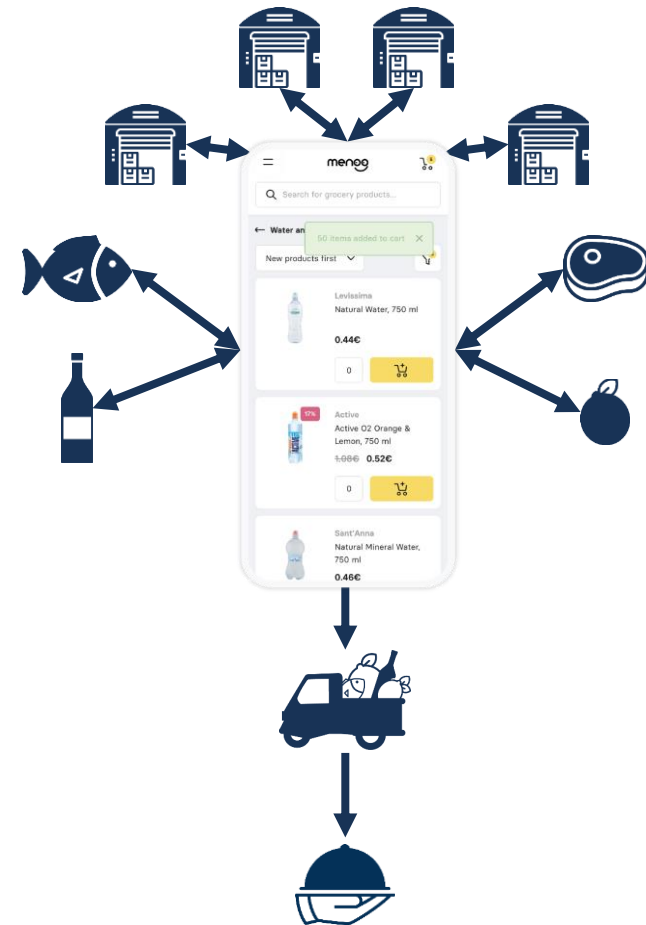 menog
4
Search for grocery products...
← Water an
50 items added to cart ×
New products first
Levissima
Natural Water, 750 ml
0.44€
0
17%
Active
Active O2 Orange &
Lemon, 750 ml
1.08€ 0.52€
0
Sant'Anna
Natural Mineral Water,
750 ml
0.46€